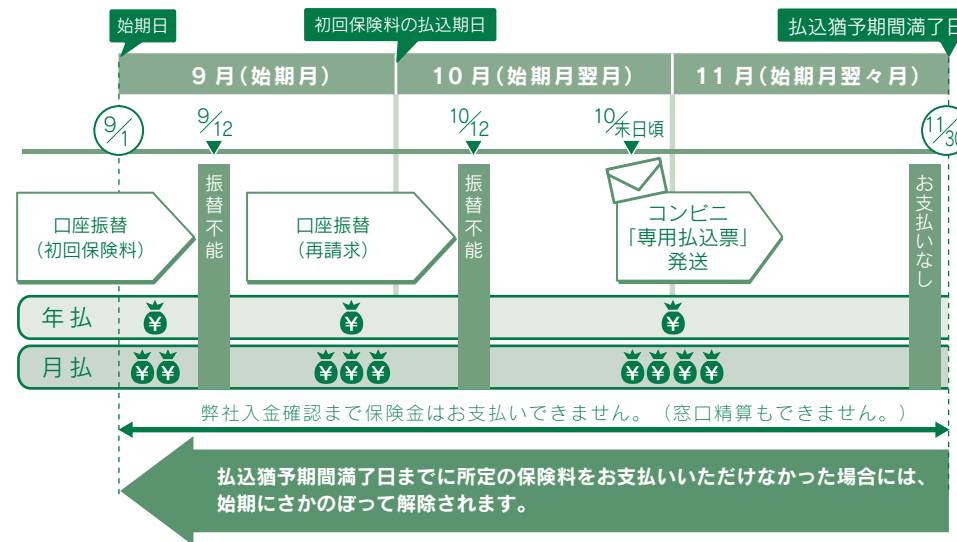 始期日
初回保険料の払込期日
払込猶予期間満了日
9月(始期月)
10月(始期月翌月)
11月(始期月翌々月)
9/1
9/12
10/12
10/末日頃
11/30
口座振替
(初回保険料)
振替不能
口座振替
(再請求)
振替不能
コンビニ
「専用払込票」
発送
お支払いなし
年払
¥
¥
¥
月払
¥¥
¥¥¥
¥¥¥¥
弊社入金確認まで保険金はお支払いできません。(窓口精算もできません。)
払込猶予期間満了日までに所定の保険料をお支払いいただけなかった場合には、
始期にさかのぼって解除されます。